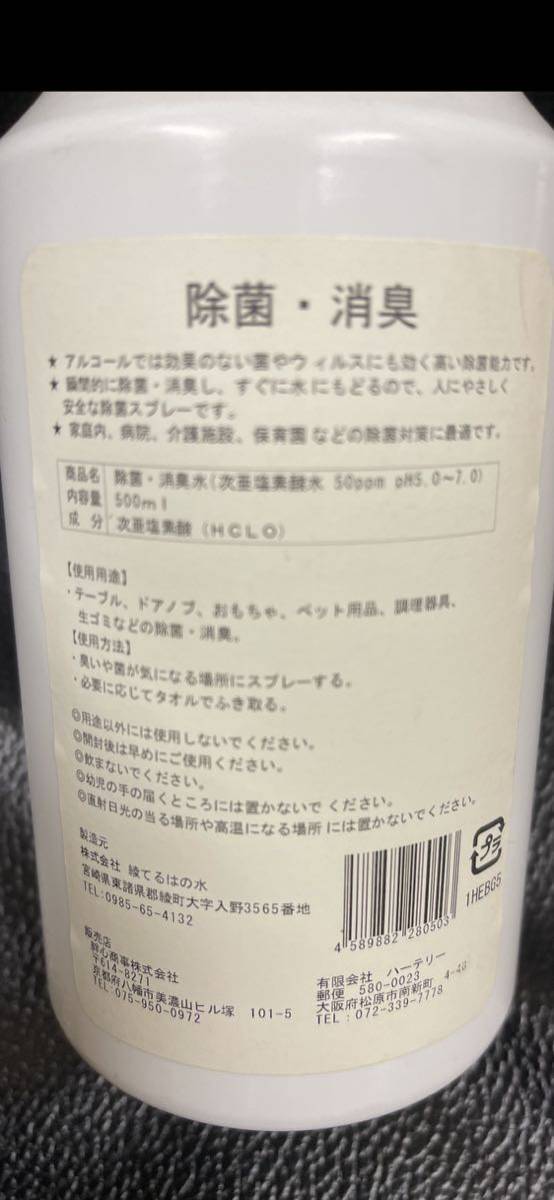 除菌・消臭
★ アルコールでは効果のない菌やウィルスにも効く高い除菌能力です。
★ 瞬間的に除菌・消臭し、すぐに水にもどるので、人にやさしく
安全な除菌スプレーです。
★ 家庭内、病院、介護施設、保育園などの除菌対策に最適です。
商品名 除菌・消臭水(次亜塩素酸水 50ppm pH5.0~7.0)
内容量 500ml
成分 次亜塩素酸 (HCLO)
【使用用途】
・テーブル、ドアノブ、おもちゃ、ペット用品、調理器具、
生ゴミなどの除菌・消臭。
【使用方法】
・臭いや菌が気になる場所にスプレーする。
・必要に応じてタオルでふき取る。
◎用途以外には使用しないでください。
◎開封後は早めにご使用ください。
◎飲まないでください。
◎幼児の手の届くところには置かないでください。
◎直射日光の当る場所や高温になる場所には置かないでください。
製造元
株式会社 綾てるはの水
宮崎県東諸県郡綾町大字入野3565番地
TEL:0985-65-4132
4 589882 280503
プラ
1HEBG5
販売店
心商事株式会社
〒614-8271
京都府八幡市美濃山ヒル塚 101-5
TEL:075-950-0972
有限会社 ハーテリー
郵便 580-0023
大阪府松原市南新町
TEL:072-339-7778